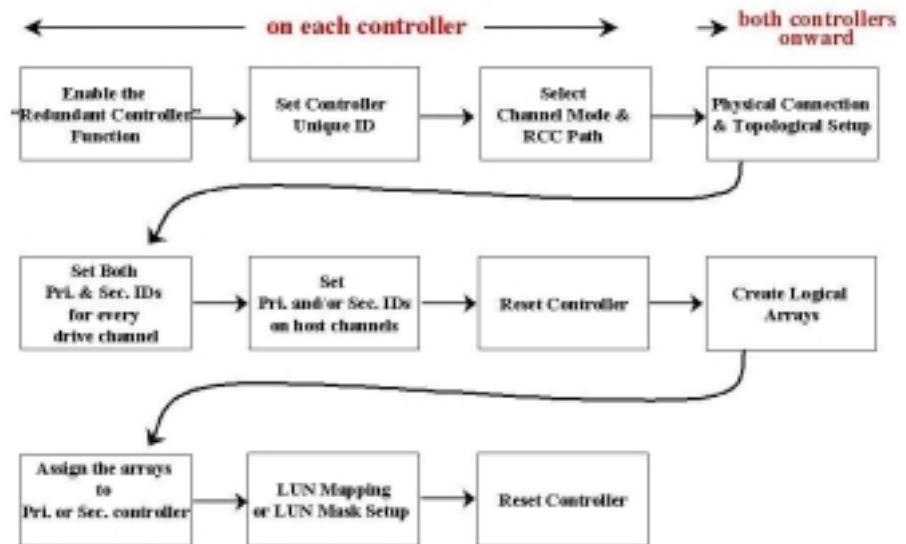 on each controller
both controllers
onward
Enable the
"Redundant Controller"
Function
Set Controller
Unique ID
Select
Channel Mode &
RCC Path
Physical Connection
& Topological Setup
Set Both
Pri. & Sec. IDs
for every
drive channel
Set
Pri. and/or Sec. IDs
on host channels
Reset Controller
Create Logical
Arrays
Assign the arrays
to
Pri. or Sec. controller
LUN Mapping
or LUN Mask Setup
Reset Controller